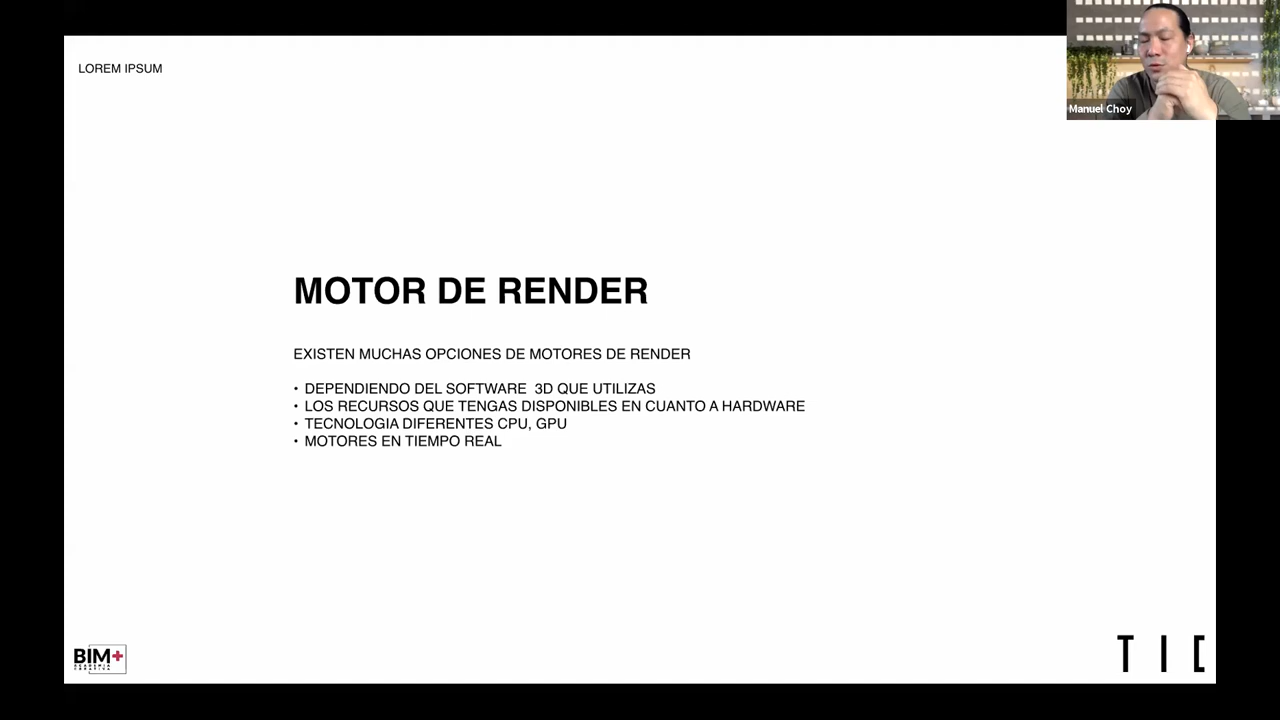 LOREM IPSUM
Manuel Choy
MOTOR DE RENDER
EXISTEN MUCHAS OPCIONES DE MOTORES DE RENDER
• DEPENDIENDO DEL SOFTWARE 3D QUE UTILIZAS
• LOS RECURSOS QUE TENGAS DISPONIBLES EN CUANTO A HARDWARE
• TECNOLOGIA DIFERENTES CPU, GPU
• MOTORES EN TIEMPO REAL
BIM+
TIC